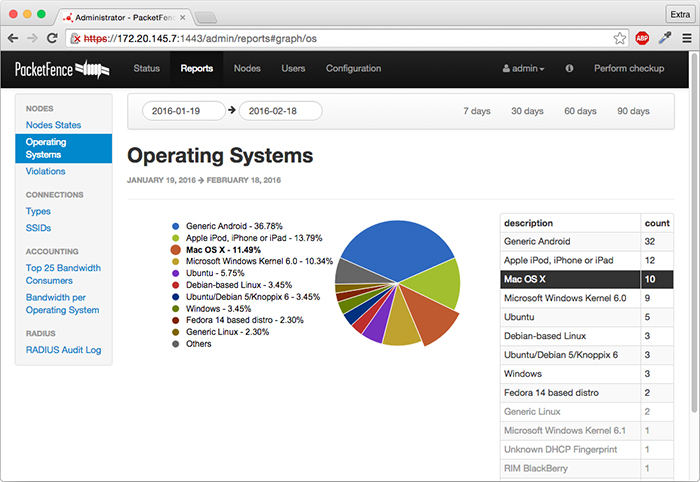 Administrator - PacketFence
Extra
https://172.20.145.7:1443/admin/reports#graph/os
ABP
PacketFence
Status Reports Nodes Users Configuration admin Perform checkup
NODES
Nodes States
Operating
Systems
Violations
CONNECTIONS
Types
SSIDs
ACCOUNTING
Top 25 Bandwidth
Consumers
Bandwidth per
Operating System
RADIUS
RADIUS Audit Log
2016-01-19 → 2016-02-18 7 days 30 days 60 days 90 days
Operating Systems
JANUARY 19, 2016 → FEBRUARY 18, 2016
Generic Android - 36.78%
Apple iPod, iPhone or iPad - 13.79%
Mac OS X - 11.49%
Microsoft Windows Kernel 6.0 - 10.34%
Ubuntu - 5.75%
Debian-based Linux - 3.45%
Ubuntu/Debian 5/Knoppix 6 - 3.45%
Windows - 3.45%
Fedora 14 based distro - 2.30%
Generic Linux - 2.30%
Others
description count
Generic Android 32
Apple iPod, iPhone or iPad 12
Mac OS X 10
Microsoft Windows Kernel 6.0 9
Ubuntu 5
Debian-based Linux 3
Ubuntu/Debian 5/Knoppix 6 3
Windows 3
Fedora 14 based distro 2
Generic Linux 2
Microsoft Windows Kernel 6.1 1
Unknown DHCP Fingerprint 1
RIM BlackBerry 1